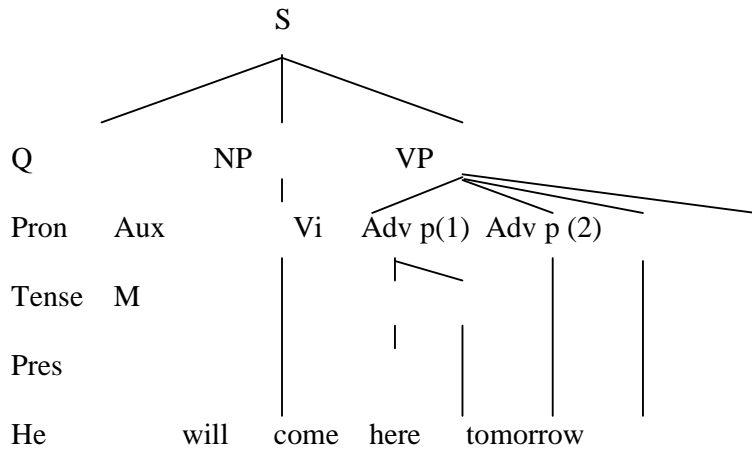 S
Q NP VP
Pron Aux Vi Adv p(1) Adv p (2)
Tense M
Pres
He will come here tomorrow